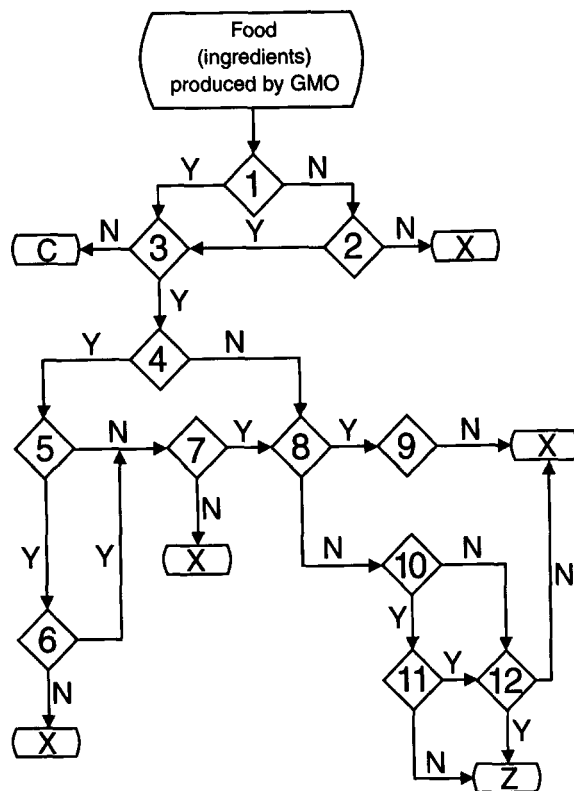 Food
(ingredients)
produced by GMO
Y 1 N
C N 3 Y 2 N X
Y
Y 4 N
5 N 7 Y 8 Y 9 N X
Y Y N N 10 N N
6 X Y
N 11 Y 12
X N Y
Z